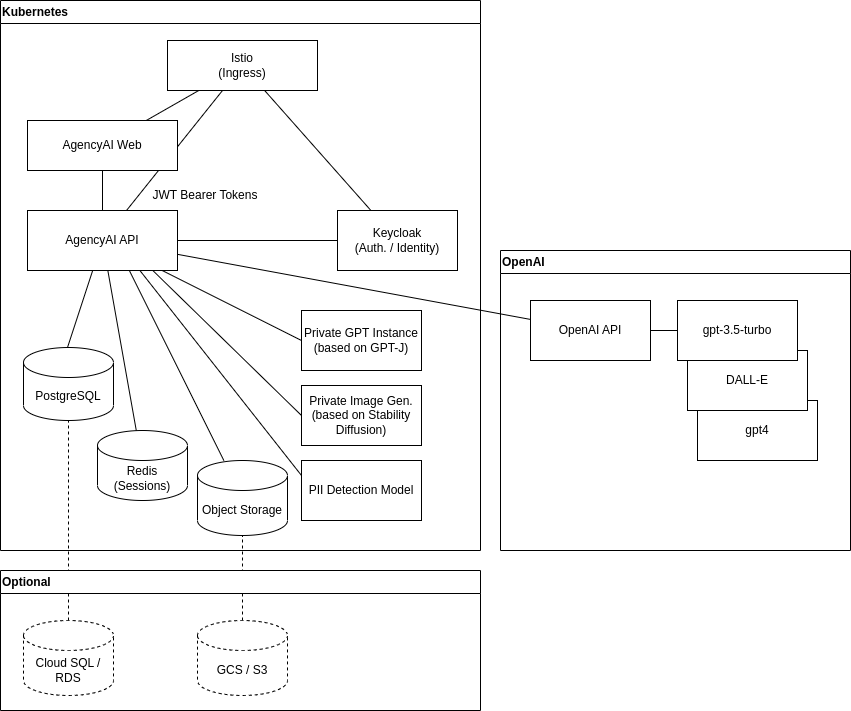 Kubernetes
Istio
(Ingress)
AgencyAI Web
JWT Bearer Tokens
AgencyAI API
Keycloak
(Auth. / Identity)
OpenAI
OpenAI API
gpt-3.5-turbo
DALL-E
gpt4
Private GPT Instance
(based on GPT-J)
PostgreSQL
Private Image Gen.
(based on Stability
Diffusion)
Redis
(Sessions)
Object Storage
PII Detection Model
Optional
Cloud SQL /
RDS
GCS / S3